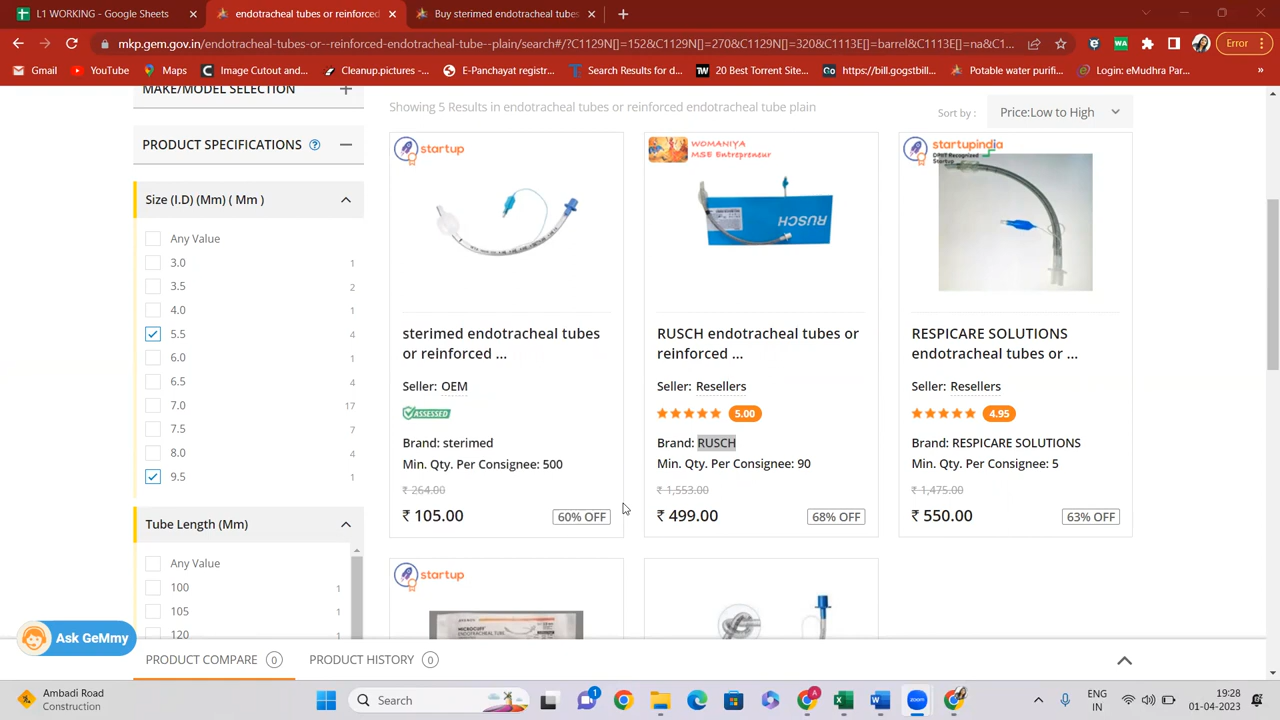 L1 WORKING - Google Sheets
endotracheal tubes or reinforced
Buy sterimed endotracheal tubes
mkp.gem.gov.in/endotracheal-tubes-or--reinforced-endotracheal-tube--plain/search#/?C1129N[]=152&C1129N[]=270&C1129N[]=320&C1113E[]=barrel&C1113E[]=na&C1...
Error
Gmail
YouTube
Maps
Image Cutout and...
Cleanup.pictures -...
E-Panchayat registr...
Search Results for d...
20 Best Torrent Site...
https://bill.gogstbill...
Potable water purifi...
Login: eMudhra Par...
MAKE/MODEL SELECTION
Showing 5 Results in endotracheal tubes or reinforced endotracheal tube plain
Sort by :
Price:Low to High
PRODUCT SPECIFICATIONS
Size (I.D) (Mm) ( Mm )
Any Value
3.0 1
3.5 2
4.0 1
5.5 4
6.0 1
6.5 4
7.0 17
7.5 7
8.0 4
9.5 1
Tube Length (Mm)
Any Value
100 1
105 1
120 1
startup
sterimed endotracheal tubes
or reinforced ...
Seller: OEM
ASSESSED
Brand: sterimed
Min. Qty. Per Consignee: 500
₹ 264.00
₹ 105.00
60% OFF
WOMANIYA
MSE Entrepreneur
RUSCH
RUSCH endotracheal tubes or
reinforced ...
Seller: Resellers
5.00
Brand: RUSCH
Min. Qty. Per Consignee: 90
₹ 1,553.00
₹ 499.00
68% OFF
startupindia
DPIIT Recognized
Startup
RESPICARE SOLUTIONS
endotracheal tubes or ...
Seller: Resellers
4.95
Brand: RESPICARE SOLUTIONS
Min. Qty. Per Consignee: 5
₹ 1,475.00
₹ 550.00
63% OFF
startup
MICROCUFF
ENDOTRACHEAL TUBE
Ask GeMmy
PRODUCT COMPARE 0
PRODUCT HISTORY 0
Ambadi Road
Construction
Search
1
zoom
ENG
IN
19:28
01-04-2023